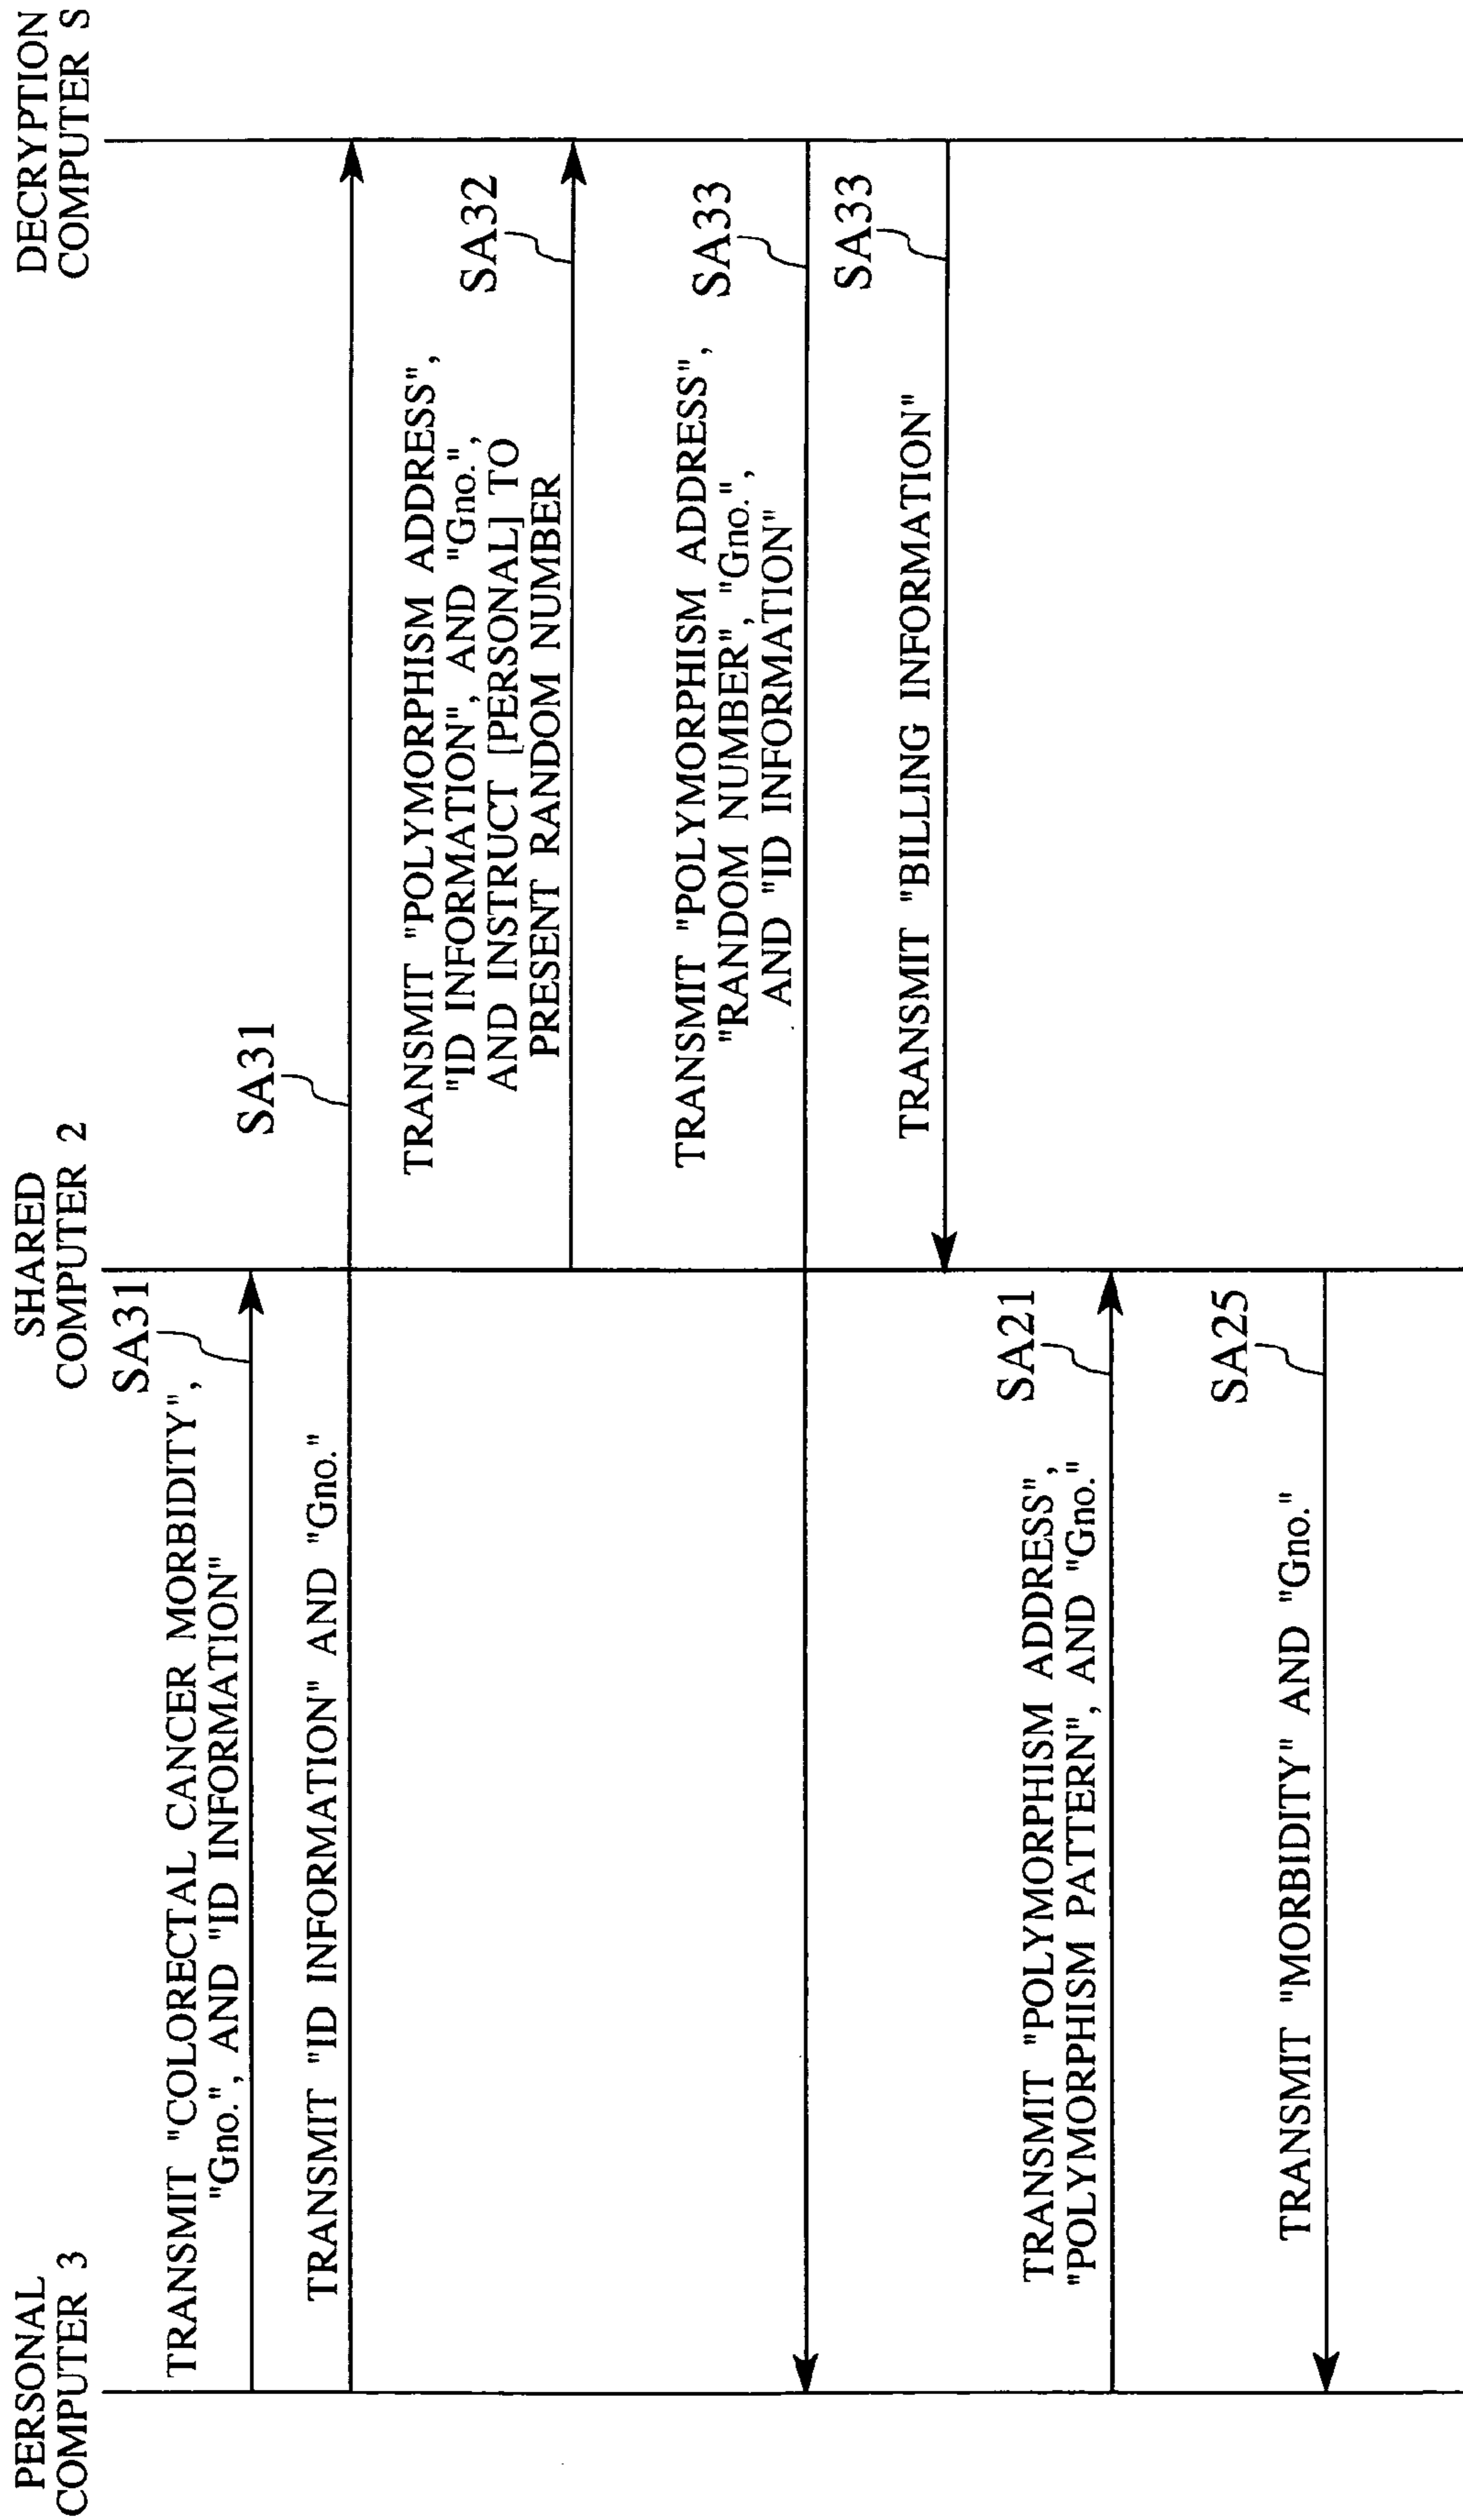 PERSONAL
COMPUTER 3
SHARED
COMPUTER 2
DECRYPTION
COMPUTER S
SA31
TRANSMIT "COLORECTAL CANCER MORBIDITY",
"Gno.", AND "ID INFORMATION"
SA31
TRANSMIT "ID INFORMATION" AND "Gno."
TRANSMIT "POLYMORPHISM ADDRESS",
"ID INFORMATION", AND "Gno.",
AND INSTRUCT [PERSONAL] TO
PRESENT RANDOM NUMBER
SA32
TRANSMIT "POLYMORPHISM ADDRESS",
"RANDOM NUMBER", "Gno.",
AND "ID INFORMATION"
SA33
SA33
TRANSMIT "BILLING INFORMATION"
SA21
TRANSMIT "POLYMORPHISM ADDRESS",
"POLYMORPHISM PATTERN", AND "Gno."
SA25
TRANSMIT "MORBIDITY" AND "Gno."